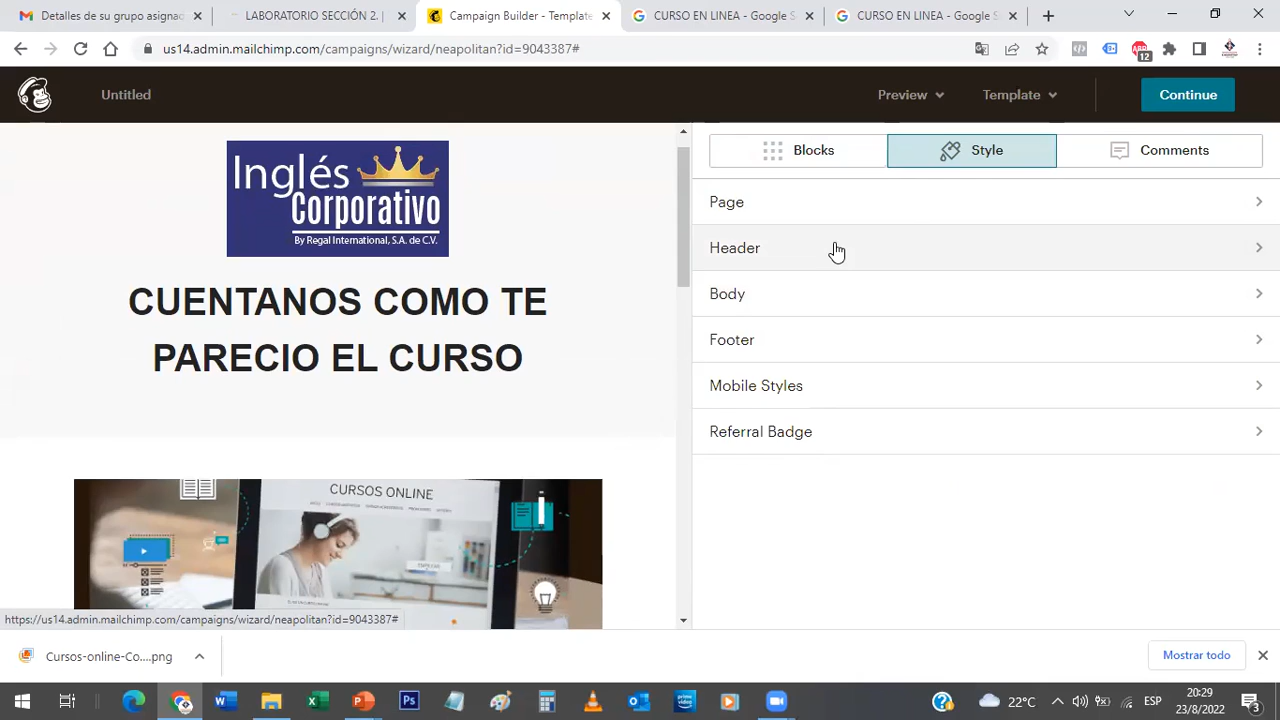 Detalles de su grupo asigna
LABORATORIO SECCIÓN 2. |
Campaign Builder - Template
CURSO EN LINEA - Google S
CURSO EN LINEA - Google S
us14.admin.mailchimp.com/campaigns/wizard/neapolitan?id=9043387#
12
Untitled
Preview
Template
Continue
Blocks
Style
Comments
Inglés
Corporativo
By Regal International, S.A. de C.V.
CUENTANOS COMO TE
PARECIO EL CURSO
Page
Header
Body
Footer
Mobile Styles
Referral Badge
CURSOS ONLINE
https://us14.admin.mailchimp.com/campaigns/wizard/neapolitan?id=9043387#
Cursos-online-Co....png
Mostrar todo
22°C
ESP
20:29
23/8/2022
3